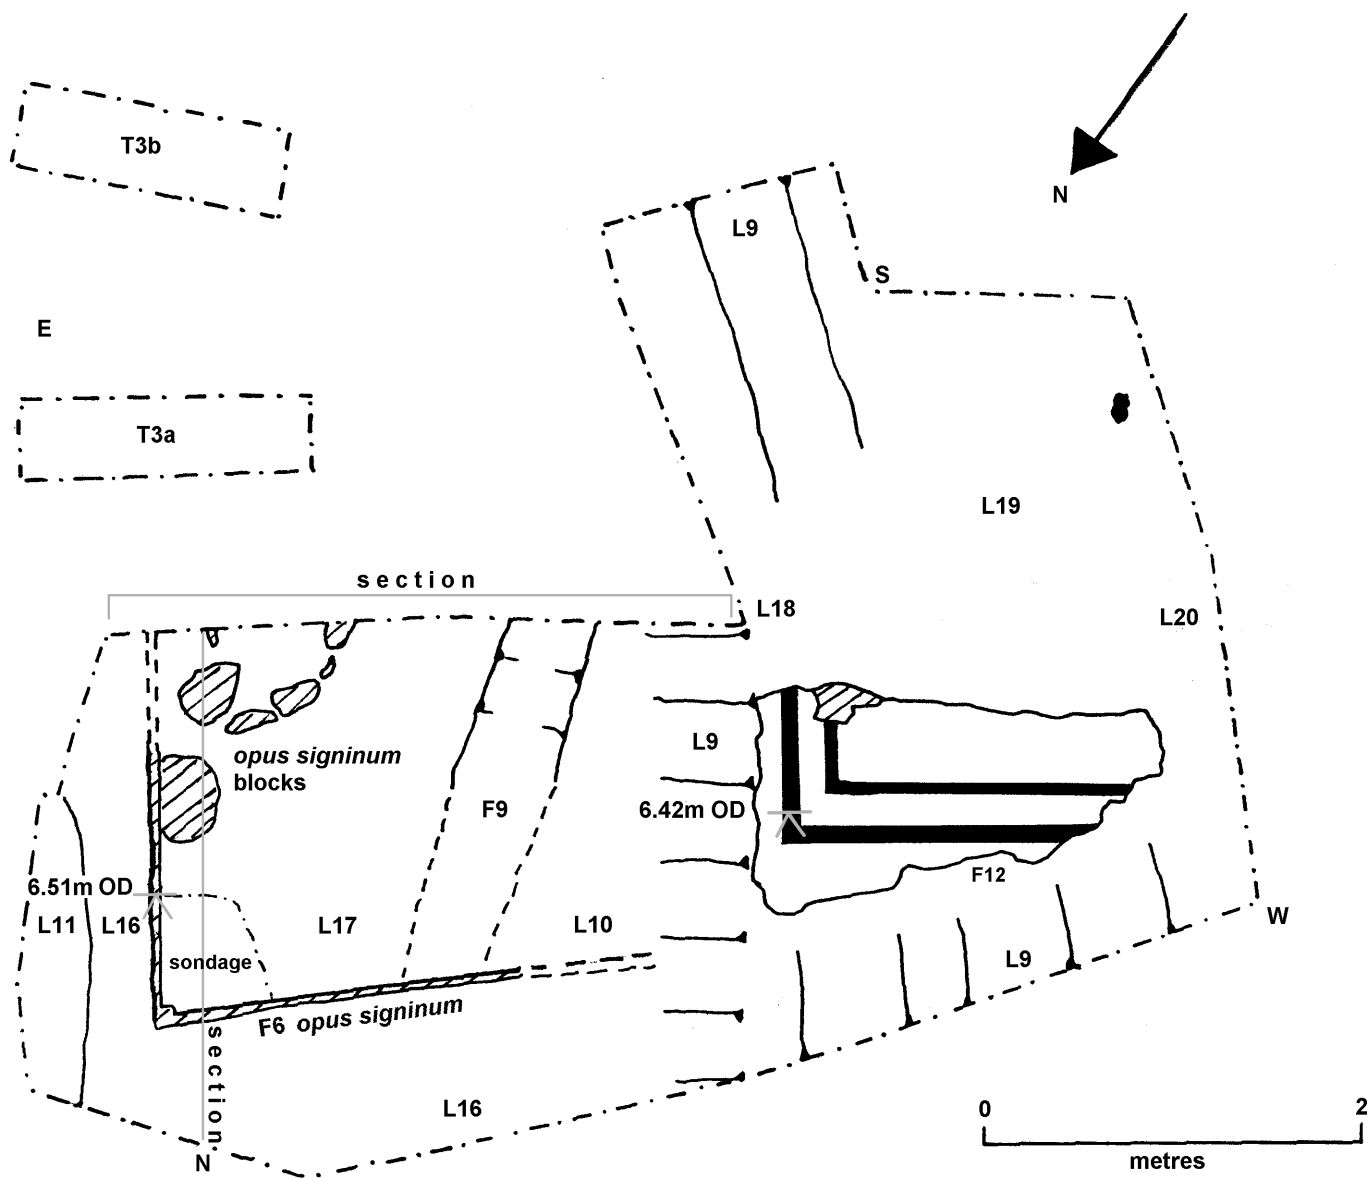 T3b
N
L9
S
E
T3a
L19
section
L18
L20
opus signinum
blocks
L9
F9
6.42m OD
F12
6.51m OD
L11
L16
L17
L10
W
sondage
L9
F6 opus signinum
section
L16
N
0
2
metres